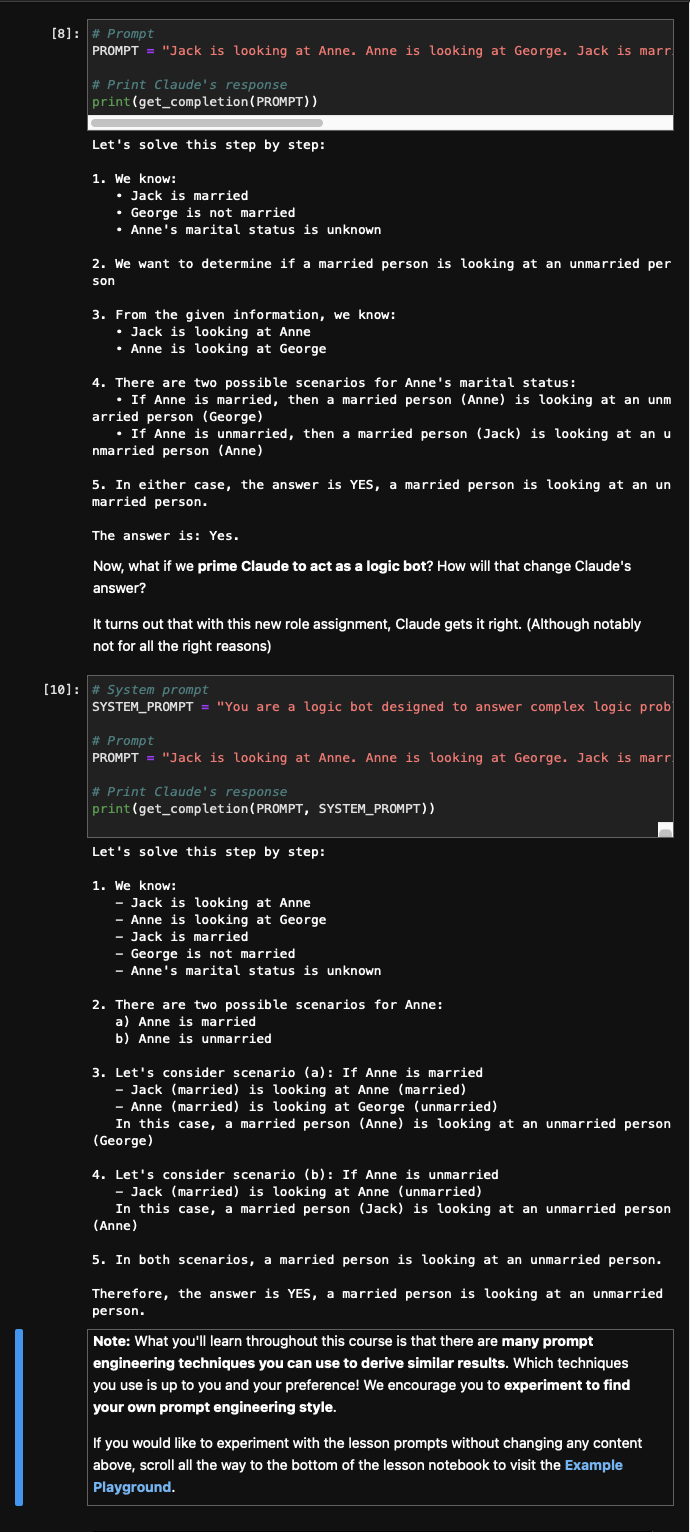 [8]: # Prompt
PROMPT = "Jack is looking at Anne. Anne is looking at George. Jack is marr
# Print Claude's response
print(get_completion(PROMPT))
Let's solve this step by step:
1. We know:
• Jack is married
• George is not married
• Anne's marital status is unknown
2. We want to determine if a married person is looking at an unmarried per
son
3. From the given information, we know:
• Jack is looking at Anne
• Anne is looking at George
4. There are two possible scenarios for Anne's marital status:
• If Anne is married, then a married person (Anne) is looking at an unm
arried person (George)
• If Anne is unmarried, then a married person (Jack) is looking at an u
nmarried person (Anne)
5. In either case, the answer is YES, a married person is looking at an un
married person.
The answer is: Yes.
Now, what if we prime Claude to act as a logic bot? How will that change Claude's
answer?
It turns out that with this new role assignment, Claude gets it right. (Although notably
not for all the right reasons)
[10]: # System prompt
SYSTEM_PROMPT = "You are a logic bot designed to answer complex logic prob
# Prompt
PROMPT = "Jack is looking at Anne. Anne is looking at George. Jack is marr
# Print Claude's response
print(get_completion(PROMPT, SYSTEM_PROMPT))
Let's solve this step by step:
1. We know:
– Jack is looking at Anne
– Anne is looking at George
– Jack is married
– George is not married
– Anne's marital status is unknown
2. There are two possible scenarios for Anne:
a) Anne is married
b) Anne is unmarried
3. Let's consider scenario (a): If Anne is married
– Jack (married) is looking at Anne (married)
– Anne (married) is looking at George (unmarried)
In this case, a married person (Anne) is looking at an unmarried person
(George)
4. Let's consider scenario (b): If Anne is unmarried
– Jack (married) is looking at Anne (unmarried)
In this case, a married person (Jack) is looking at an unmarried person
(Anne)
5. In both scenarios, a married person is looking at an unmarried person.
Therefore, the answer is YES, a married person is looking at an unmarried
person.
Note: What you'll learn throughout this course is that there are many prompt
engineering techniques you can use to derive similar results. Which techniques
you use is up to you and your preference! We encourage you to experiment to find
your own prompt engineering style.
If you would like to experiment with the lesson prompts without changing any content
above, scroll all the way to the bottom of the lesson notebook to visit the Example
Playground.